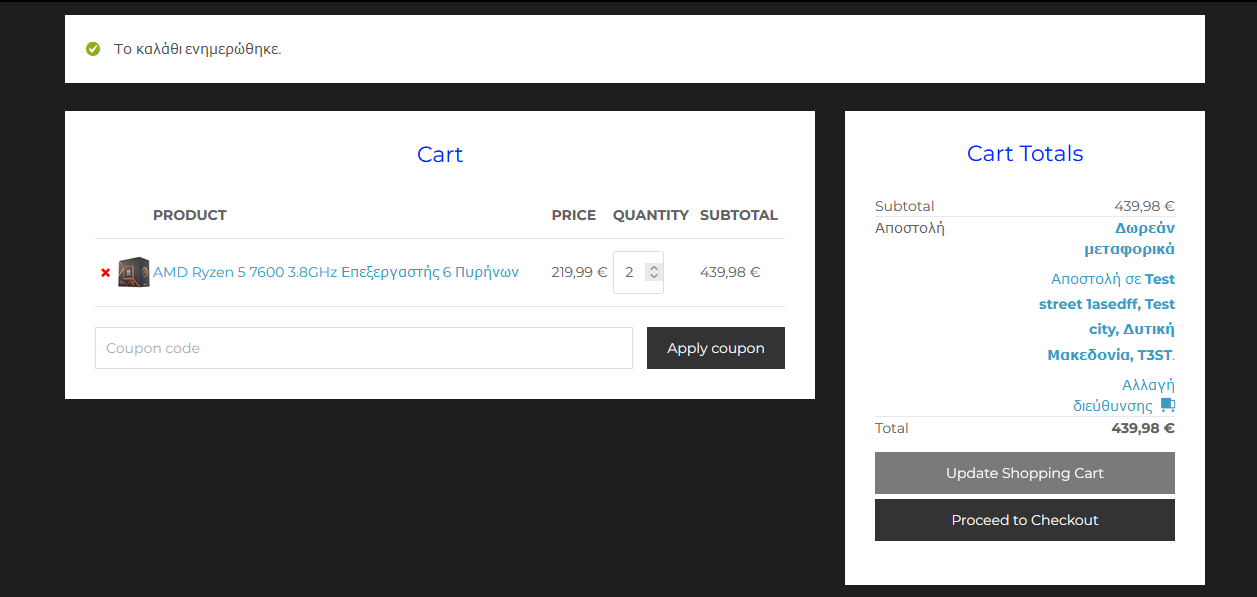 Το καλάθι ενημερώθηκε.
Cart
PRODUCT PRICE QUANTITY SUBTOTAL
AMD Ryzen 5 7600 3.8GHz Επεξεργαστής 6 Πυρήνων 219,99 € 2 439,98 €
Coupon code Apply coupon
Cart Totals
Subtotal 439,98 €
Αποστολή Δωρεάν
μεταφορικά
Αποστολή σε Test
street 1asedff, Test
city, Δυτική
Μακεδονία, T3ST.
Αλλαγή
διεύθυνσης
Total 439,98 €
Update Shopping Cart
Proceed to Checkout